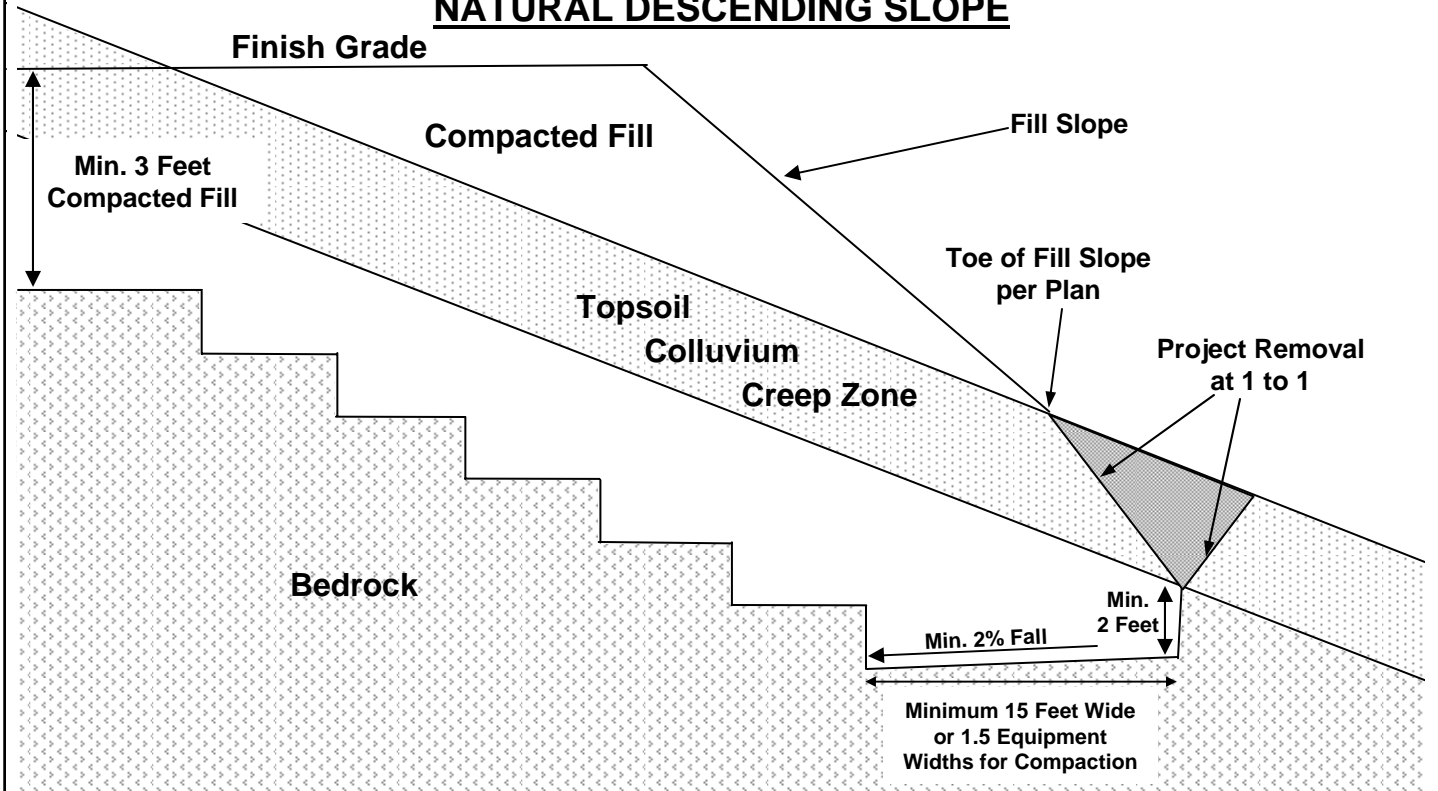 NATURAL DESCENDING SLOPE
Finish Grade
Compacted Fill
Fill Slope
Min. 3 Feet
Compacted Fill
Toe of Fill Slope
per Plan
Topsoil
Colluvium
Creep Zone
Project Removal
at 1 to 1
Bedrock
Min.
2 Feet
Min. 2% Fall
Minimum 15 Feet Wide
or 1.5 Equipment
Widths for Compaction